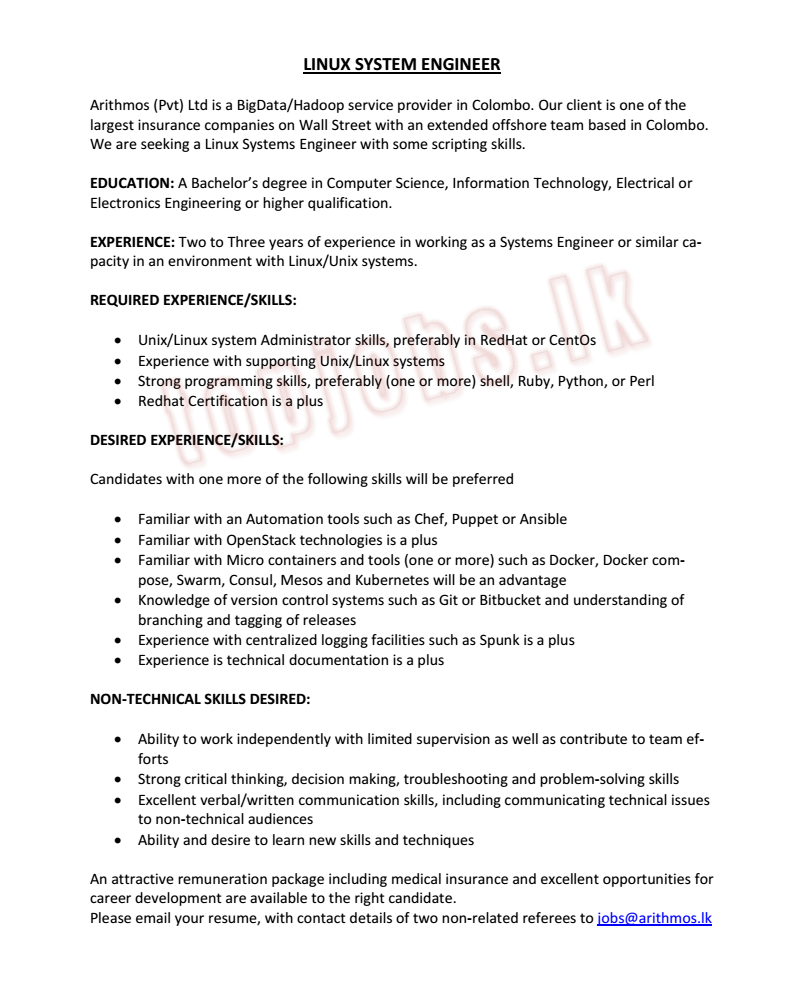 LINUX SYSTEM ENGINEER
Arithmos (Pvt) Ltd is a BigData/Hadoop service provider in Colombo. Our client is one of the
largest insurance companies on Wall Street with an extended offshore team based in Colombo.
We are seeking a Linux Systems Engineer with some scripting skills.
EDUCATION: A Bachelor’s degree in Computer Science, Information Technology, Electrical or
Electronics Engineering or higher qualification.
EXPERIENCE: Two to Three years of experience in working as a Systems Engineer or similar ca-
pacity in an environment with Linux/Unix systems.
REQUIRED EXPERIENCE/SKILLS:
• Unix/Linux system Administrator skills, preferably in RedHat or CentOs
• Experience with supporting Unix/Linux systems
• Strong programming skills, preferably (one or more) shell, Ruby, Python, or Perl
• Redhat Certification is a plus
topjobs.lk
DESIRED EXPERIENCE/SKILLS:
Candidates with one more of the following skills will be preferred
• Familiar with an Automation tools such as Chef, Puppet or Ansible
• Familiar with OpenStack technologies is a plus
• Familiar with Micro containers and tools (one or more) such as Docker, Docker com-
pose, Swarm, Consul, Mesos and Kubernetes will be an advantage
• Knowledge of version control systems such as Git or Bitbucket and understanding of
branching and tagging of releases
• Experience with centralized logging facilities such as Spunk is a plus
• Experience is technical documentation is a plus
NON-TECHNICAL SKILLS DESIRED:
• Ability to work independently with limited supervision as well as contribute to team ef-
forts
• Strong critical thinking, decision making, troubleshooting and problem-solving skills
• Excellent verbal/written communication skills, including communicating technical issues
to non-technical audiences
• Ability and desire to learn new skills and techniques
An attractive remuneration package including medical insurance and excellent opportunities for
career development are available to the right candidate.
Please email your resume, with contact details of two non-related referees to jobs@arithmos.lk